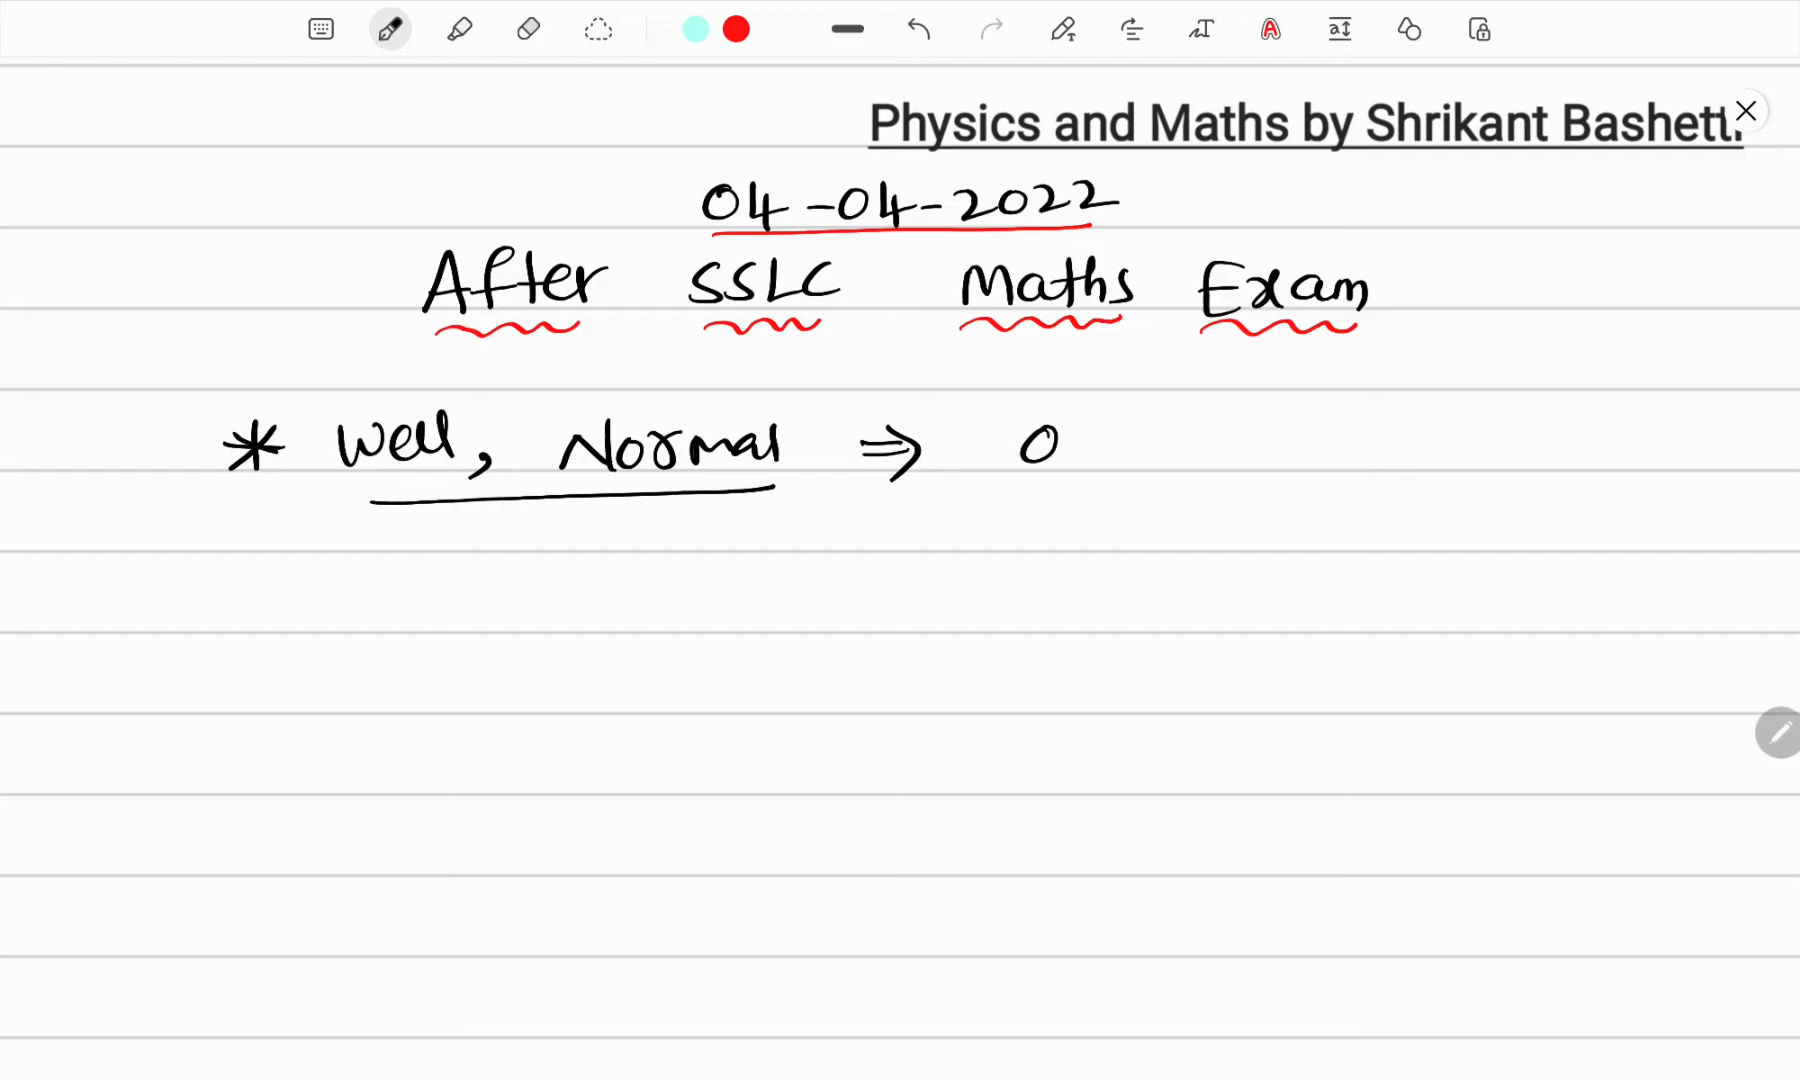 Physics and Maths by Shrikant Bashetti
04-04-2022
After SSLC Maths Exam
* Well, Normal ⇒ 0